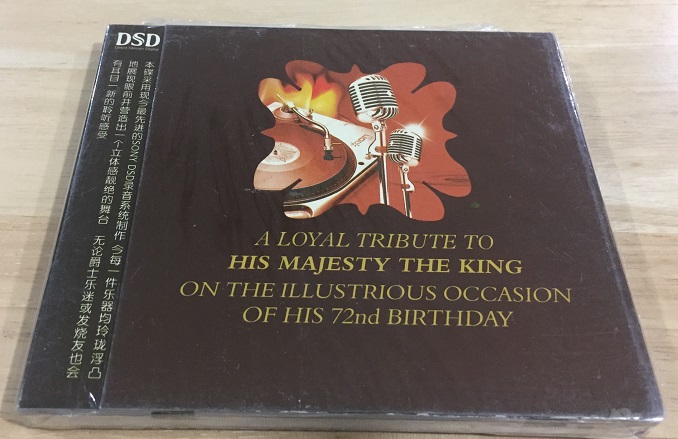 DSD
本碟采用现今最先进的SONY DSD录音系统制作 令每一件乐器均玲珑浮凸
地展现眼前并营造出一个立体感靓绝的舞台 无论爵士乐迷或发烧友也会
有耳目一新的聆听感受
A LOYAL TRIBUTE TO
HIS MAJESTY THE KING
ON THE ILLUSTRIOUS OCCASION
OF HIS 72nd BIRTHDAY